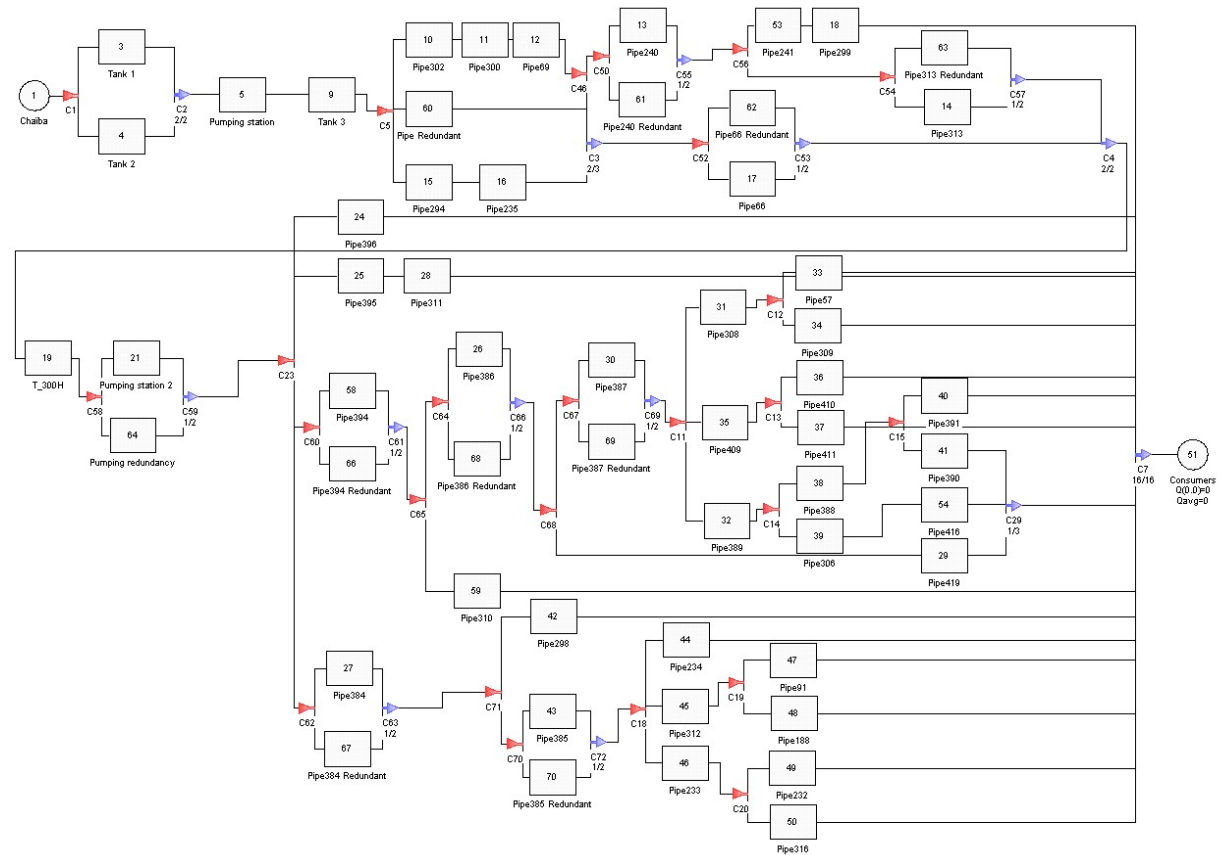 1
Chaiba
C1
3
Tank 1
4
Tank 2
C2
2/2
5
Pumping station
9
Tank 3
C5
10
Pipe302
11
Pipe300
12
Pipe69
C46
60
Pipe Redundant
15
Pipe294
16
Pipe235
C3
2/3
C50
13
Pipe240
61
Pipe240 Redundant
C55
1/2
C56
53
Pipe241
18
Pipe299
C54
63
Pipe313 Redundant
14
Pipe313
C57
1/2
C52
62
Pipe66 Redundant
17
Pipe66
C53
1/2
C4
2/2
24
Pipe396
25
Pipe395
28
Pipe311
19
T_300H
C58
21
Pumping station 2
64
Pumping redundancy
C59
1/2
C23
C60
58
Pipe394
66
Pipe394 Redundant
C61
1/2
C65
C64
26
Pipe386
68
Pipe386 Redundant
C66
1/2
C68
C67
30
Pipe387
69
Pipe387 Redundant
C69
1/2
C11
31
Pipe308
C12
33
Pipe57
34
Pipe309
35
Pipe409
C13
36
Pipe410
37
Pipe411
32
Pipe389
C14
38
Pipe388
39
Pipe306
C15
40
Pipe391
41
Pipe390
54
Pipe416
29
Pipe419
C29
1/3
C7
16/16
51
Consumers
Q(0.0)=0
Qavg=0
59
Pipe310
C62
27
Pipe384
67
Pipe384 Redundant
C63
1/2
C71
42
Pipe298
C70
43
Pipe385
70
Pipe385 Redundant
C72
1/2
C18
44
Pipe234
45
Pipe312
46
Pipe233
C19
47
Pipe91
48
Pipe188
C20
49
Pipe232
50
Pipe316